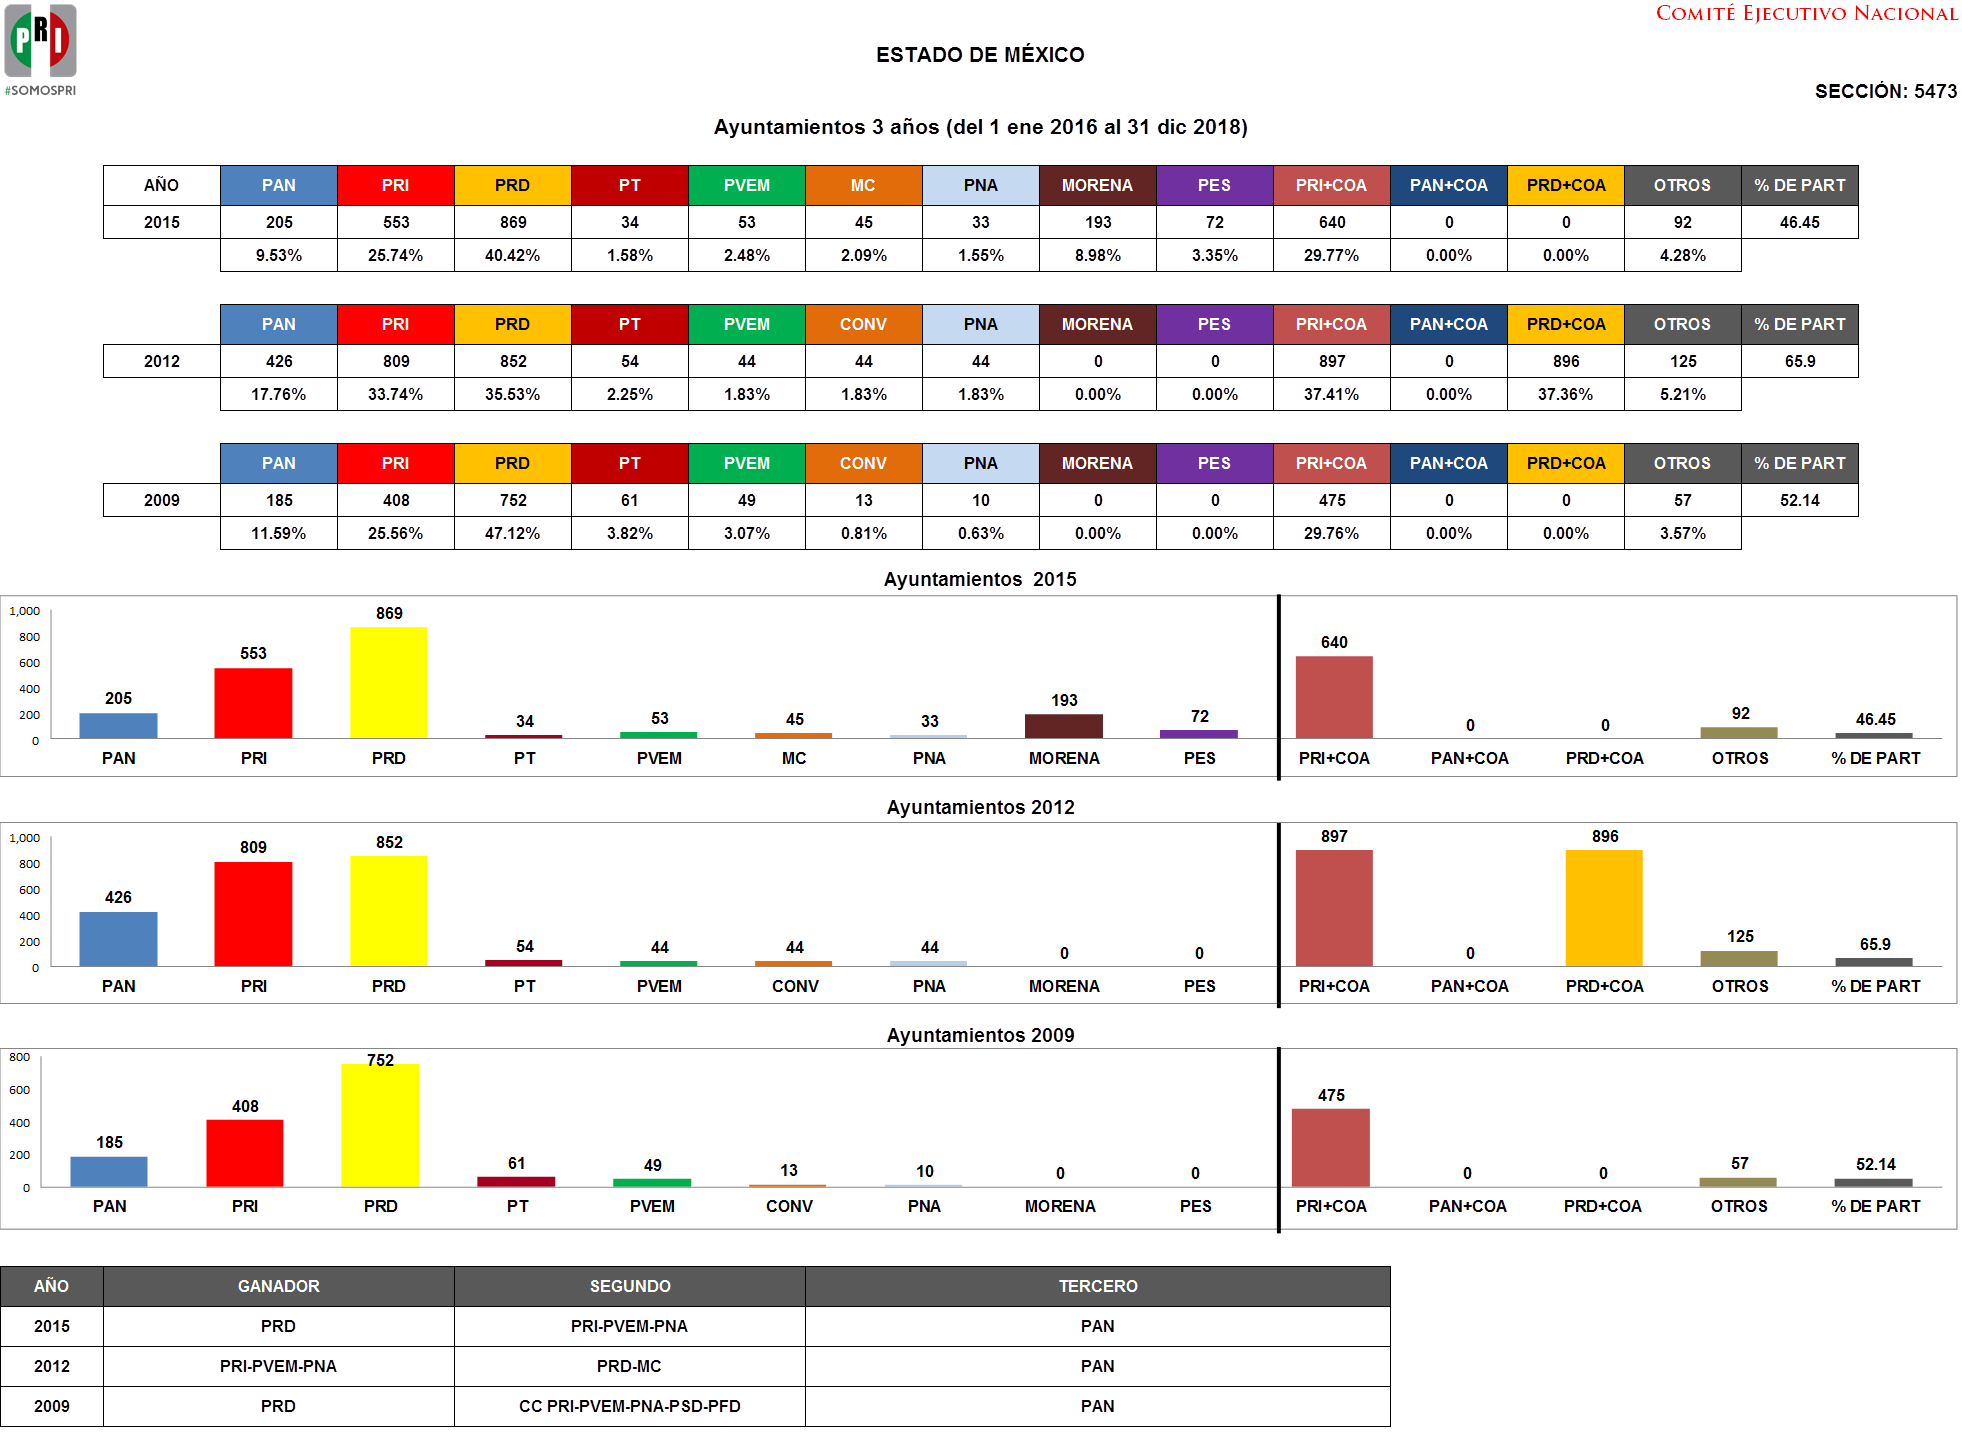 PRI
#SOMOSPRI
COMITÉ EJECUTIVO NACIONAL
ESTADO DE MÉXICO
SECCIÓN: 5473
Ayuntamientos 3 años (del 1 ene 2016 al 31 dic 2018)
AÑO PAN PRI PRD PT PVEM MC PNA MORENA PES PRI+COA PAN+COA PRD+COA OTROS % DE PART
2015 205 553 869 34 53 45 33 193 72 640 0 0 92 46.45
9.53% 25.74% 40.42% 1.58% 2.48% 2.09% 1.55% 8.98% 3.35% 29.77% 0.00% 0.00% 4.28%
PAN PRI PRD PT PVEM CONV PNA MORENA PES PRI+COA PAN+COA PRD+COA OTROS % DE PART
2012 426 809 852 54 44 44 44 0 0 897 0 896 125 65.9
17.76% 33.74% 35.53% 2.25% 1.83% 1.83% 1.83% 0.00% 0.00% 37.41% 0.00% 37.36% 5.21%
PAN PRI PRD PT PVEM CONV PNA MORENA PES PRI+COA PAN+COA PRD+COA OTROS % DE PART
2009 185 408 752 61 49 13 10 0 0 475 0 0 57 52.14
11.59% 25.56% 47.12% 3.82% 3.07% 0.81% 0.63% 0.00% 0.00% 29.76% 0.00% 0.00% 3.57%
Ayuntamientos 2015
1,000
800
600
400
200
0
205 553 869 34 53 45 33 193 72 640 0 0 92 46.45
PAN PRI PRD PT PVEM MC PNA MORENA PES PRI+COA PAN+COA PRD+COA OTROS % DE PART
Ayuntamientos 2012
1,000
800
600
400
200
0
426 809 852 54 44 44 44 0 0 897 0 896 125 65.9
PAN PRI PRD PT PVEM CONV PNA MORENA PES PRI+COA PAN+COA PRD+COA OTROS % DE PART
Ayuntamientos 2009
800
600
400
200
0
185 408 752 61 49 13 10 0 0 475 0 0 57 52.14
PAN PRI PRD PT PVEM CONV PNA MORENA PES PRI+COA PAN+COA PRD+COA OTROS % DE PART
AÑO GANADOR SEGUNDO TERCERO
2015 PRD PRI-PVEM-PNA PAN
2012 PRI-PVEM-PNA PRD-MC PAN
2009 PRD CC PRI-PVEM-PNA-PSD-PFD PAN